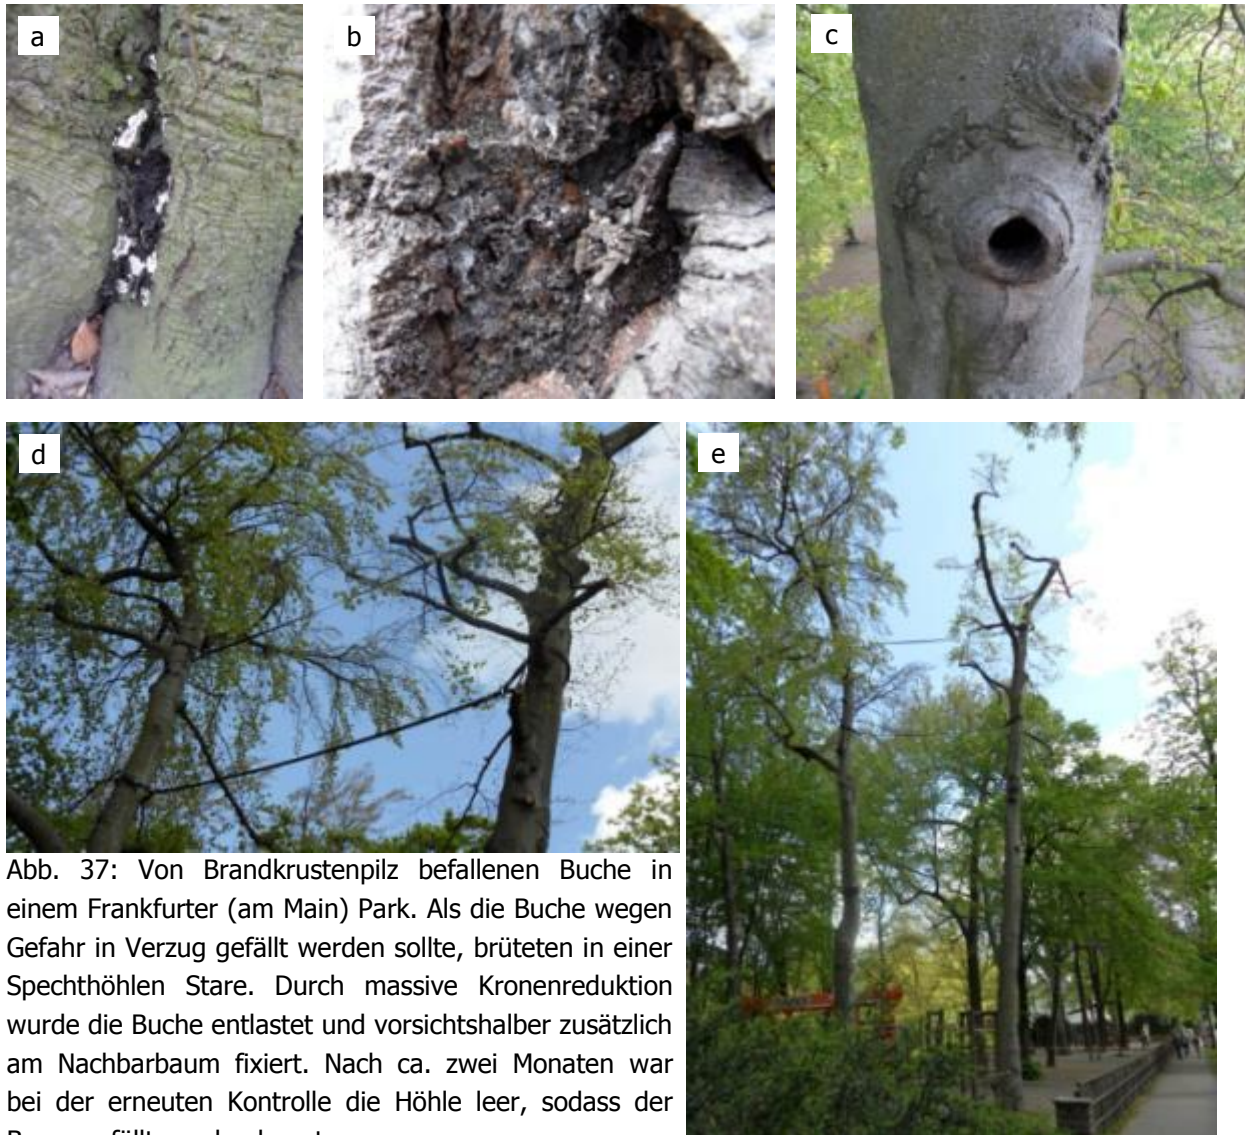 a
b
c
d
e
Abb. 37: Von Brandkrustenpilz befallenen Buche in
einem Frankfurter (am Main) Park. Als die Buche wegen
Gefahr in Verzug gefällt werden sollte, brüteten in einer
Spechthöhlen Stare. Durch massive Kronenreduktion
wurde die Buche entlastet und vorsichtshalber zusätzlich
am Nachbarbaum fixiert. Nach ca. zwei Monaten war
bei der erneuten Kontrolle die Höhle leer, sodass der